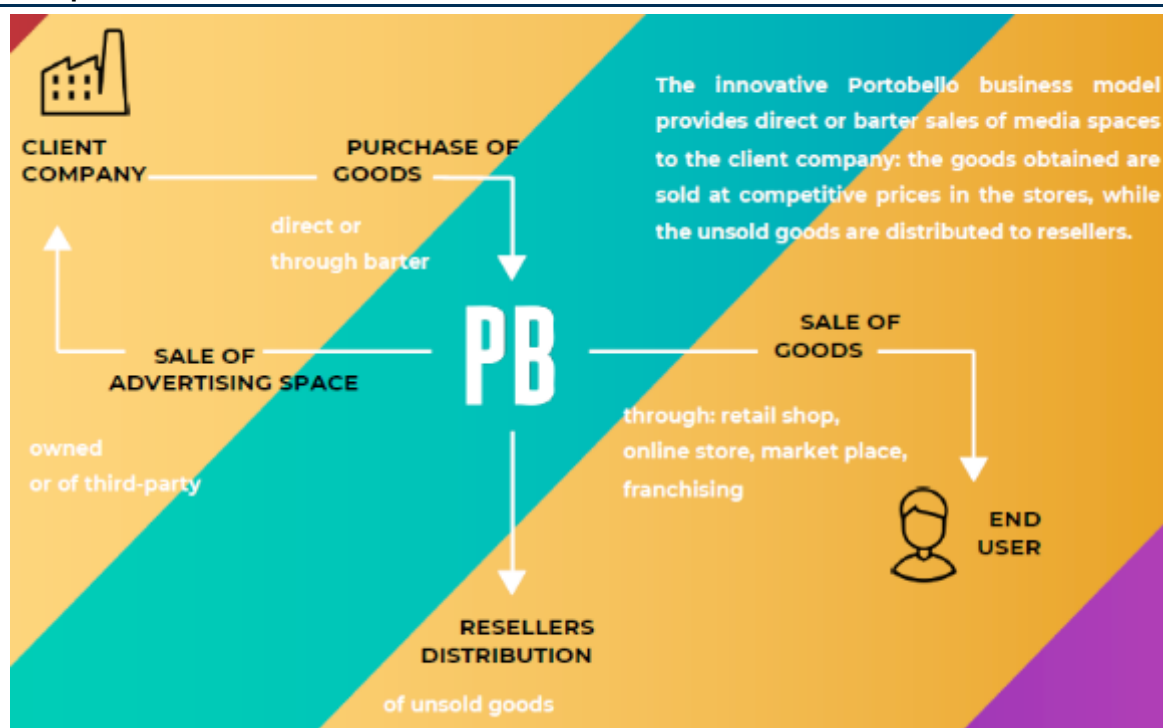 The innovative Portobello business model
provides direct or barter sales of media spaces
to the client company: the goods obtained are
sold at competitive prices in the stores, while
the unsold goods are distributed to resellers.
CLIENT
COMPANY
PURCHASE OF
GOODS
direct or
through barter
PB
SALE OF
ADVERTISING SPACE
owned
or of third-party
SALE OF
GOODS
through: retail shop,
online store, market place,
franchising
END
USER
RESELLERS
DISTRIBUTION
of unsold goods